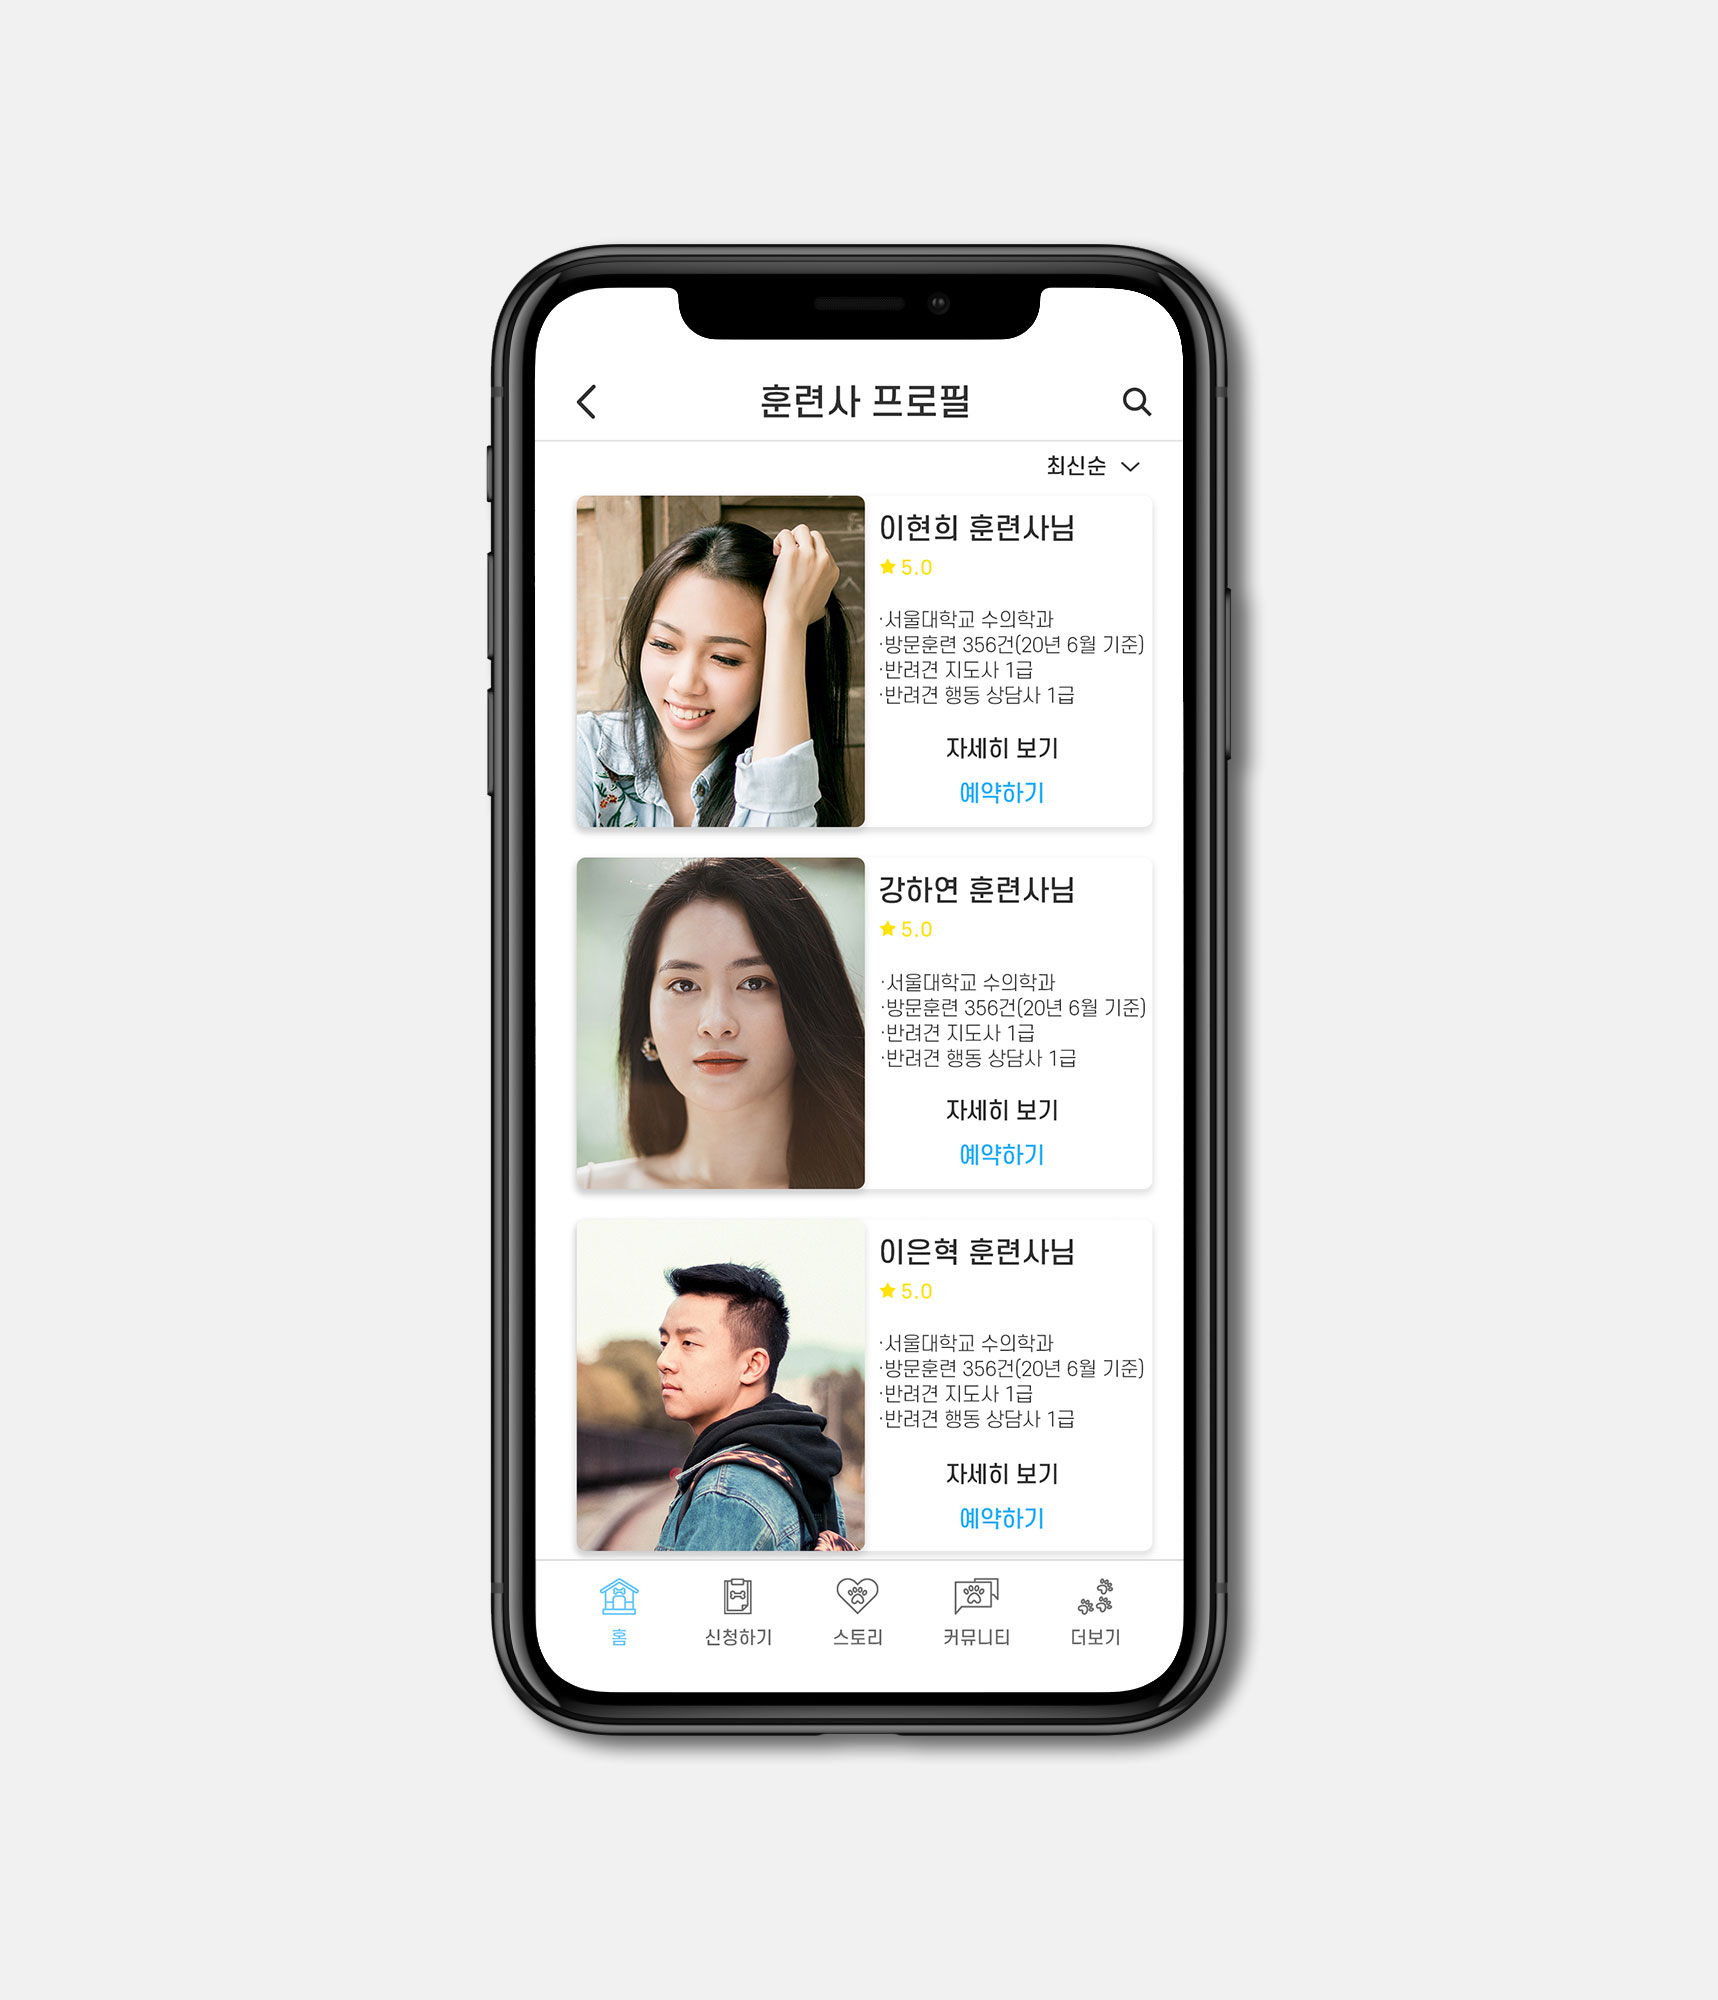 훈련사 프로필
최신순
이현희 훈련사님
★ 5.0
·서울대학교 수의학과
·방문훈련 356건(20년 6월 기준)
·반려견 지도사 1급
·반려견 행동 상담사 1급
자세히 보기
예약하기
강하연 훈련사님
★ 5.0
·서울대학교 수의학과
·방문훈련 356건(20년 6월 기준)
·반려견 지도사 1급
·반려견 행동 상담사 1급
자세히 보기
예약하기
이은혁 훈련사님
★ 5.0
·서울대학교 수의학과
·방문훈련 356건(20년 6월 기준)
·반려견 지도사 1급
·반려견 행동 상담사 1급
자세히 보기
예약하기
홈 신청하기 스토리 커뮤니티 더보기